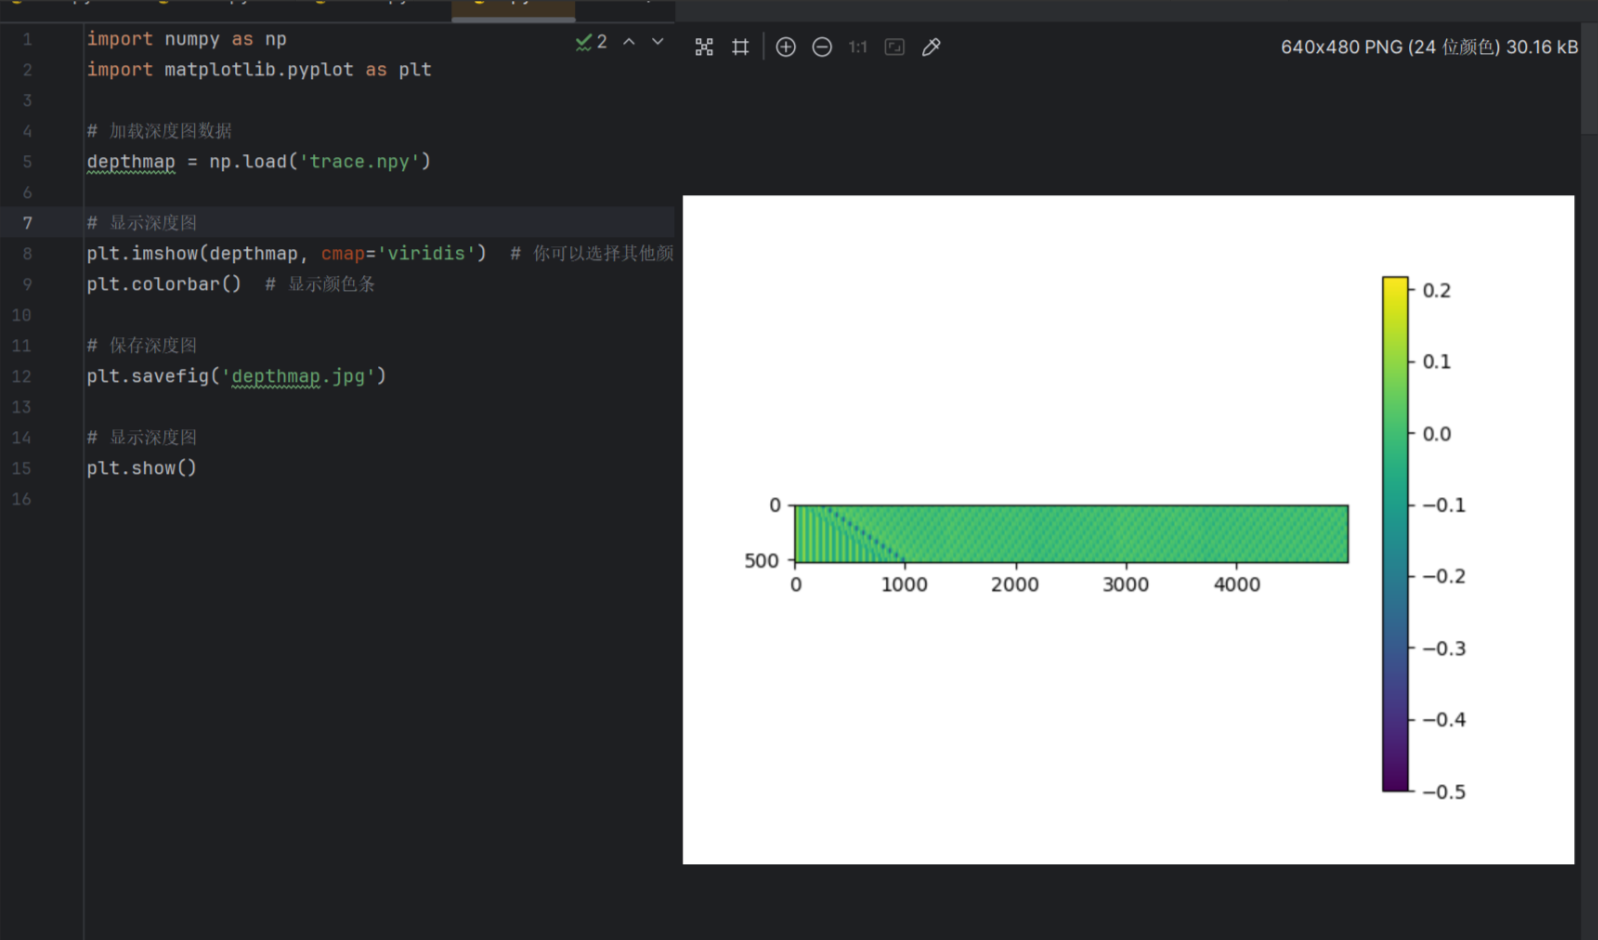 1 import numpy as np
2 import matplotlib.pyplot as plt
3
4 # 加载深度图数据
5 depthmap = np.load('trace.npy')
6
7 # 显示深度图
8 plt.imshow(depthmap, cmap='viridis')  # 你可以选择其他颜
9 plt.colorbar()  # 显示颜色条
10
11 # 保存深度图
12 plt.savefig('depthmap.jpg')
13
14 # 显示深度图
15 plt.show()
16
2
1:1
640x480 PNG (24 位颜色) 30.16 kB
0.2
0.1
0.0
−0.1
−0.2
−0.3
−0.4
−0.5
0
500
0 1000 2000 3000 4000